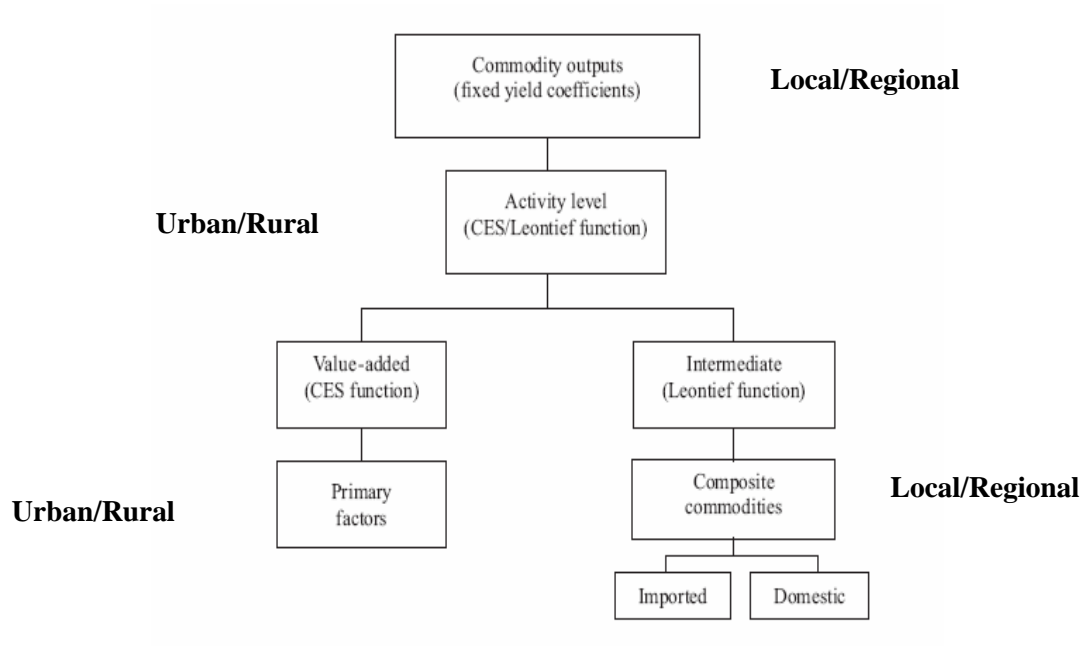 Commodity outputs
(fixed yield coefficients)
Local/Regional
Activity level
(CES/Leontief function)
Urban/Rural
Value-added
(CES function)
Intermediate
(Leontief function)
Primary
factors
Composite
commodities
Urban/Rural
Local/Regional
Imported
Domestic